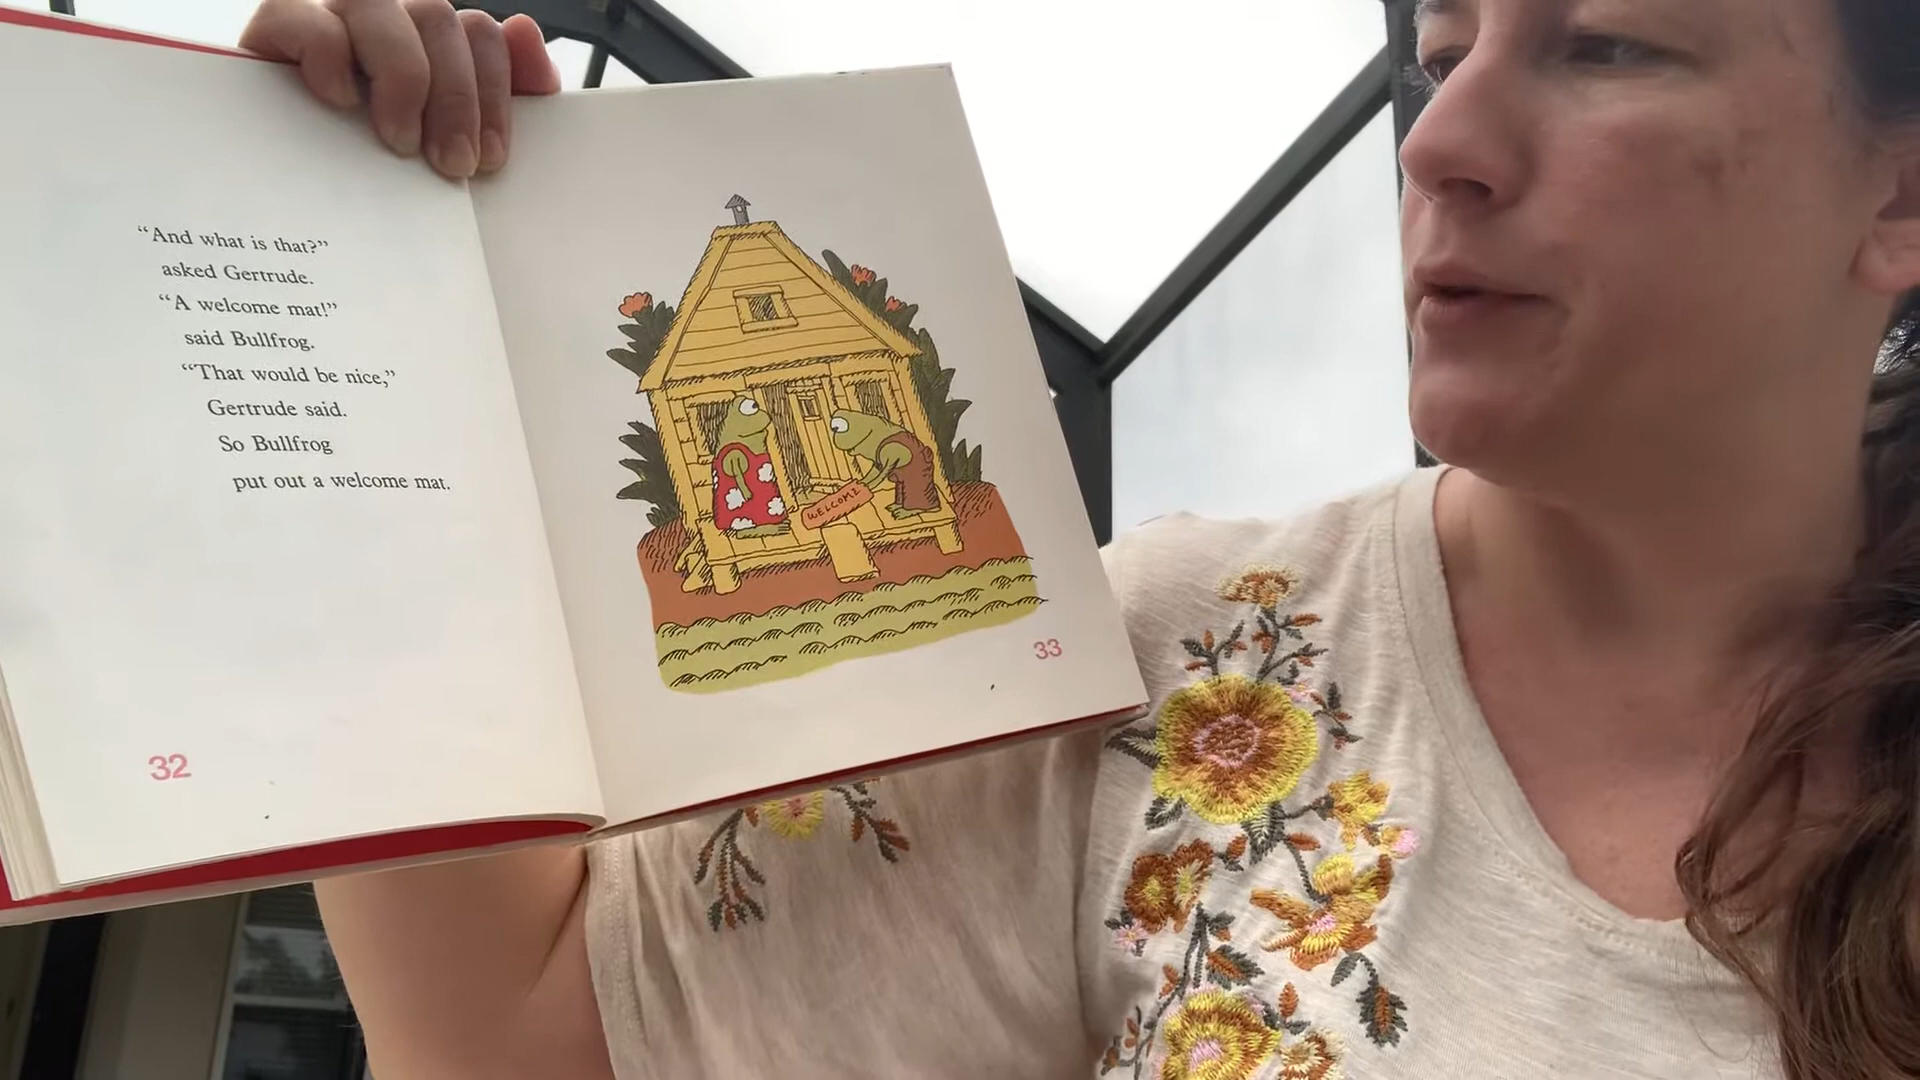 “And what is that?”
asked Gertrude.
“A welcome mat!”
said Bullfrog.
“That would be nice,”
Gertrude said.
So Bullfrog
put out a welcome mat.
32
WELCOME
33